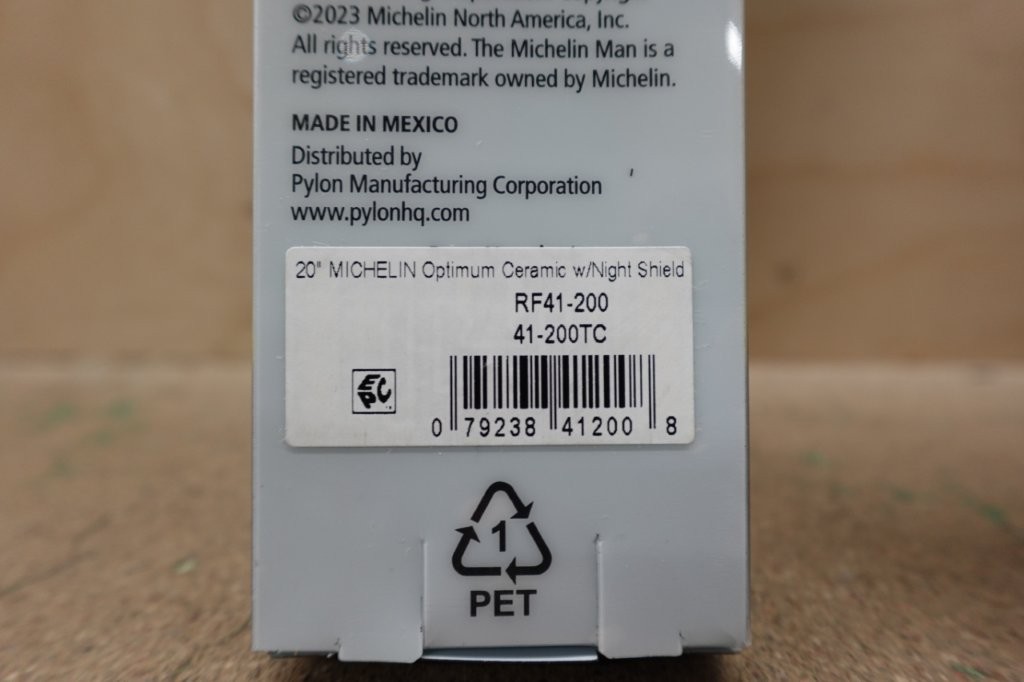 ©2023 Michelin North America, Inc.
All rights reserved. The Michelin Man is a
registered trademark owned by Michelin.
MADE IN MEXICO
Distributed by
Pylon Manufacturing Corporation
www.pylonhq.com
20" MICHELIN Optimum Ceramic w/Night Shield
RF41-200
41-200TC
EPC
0 79238 41200 8
1
PET